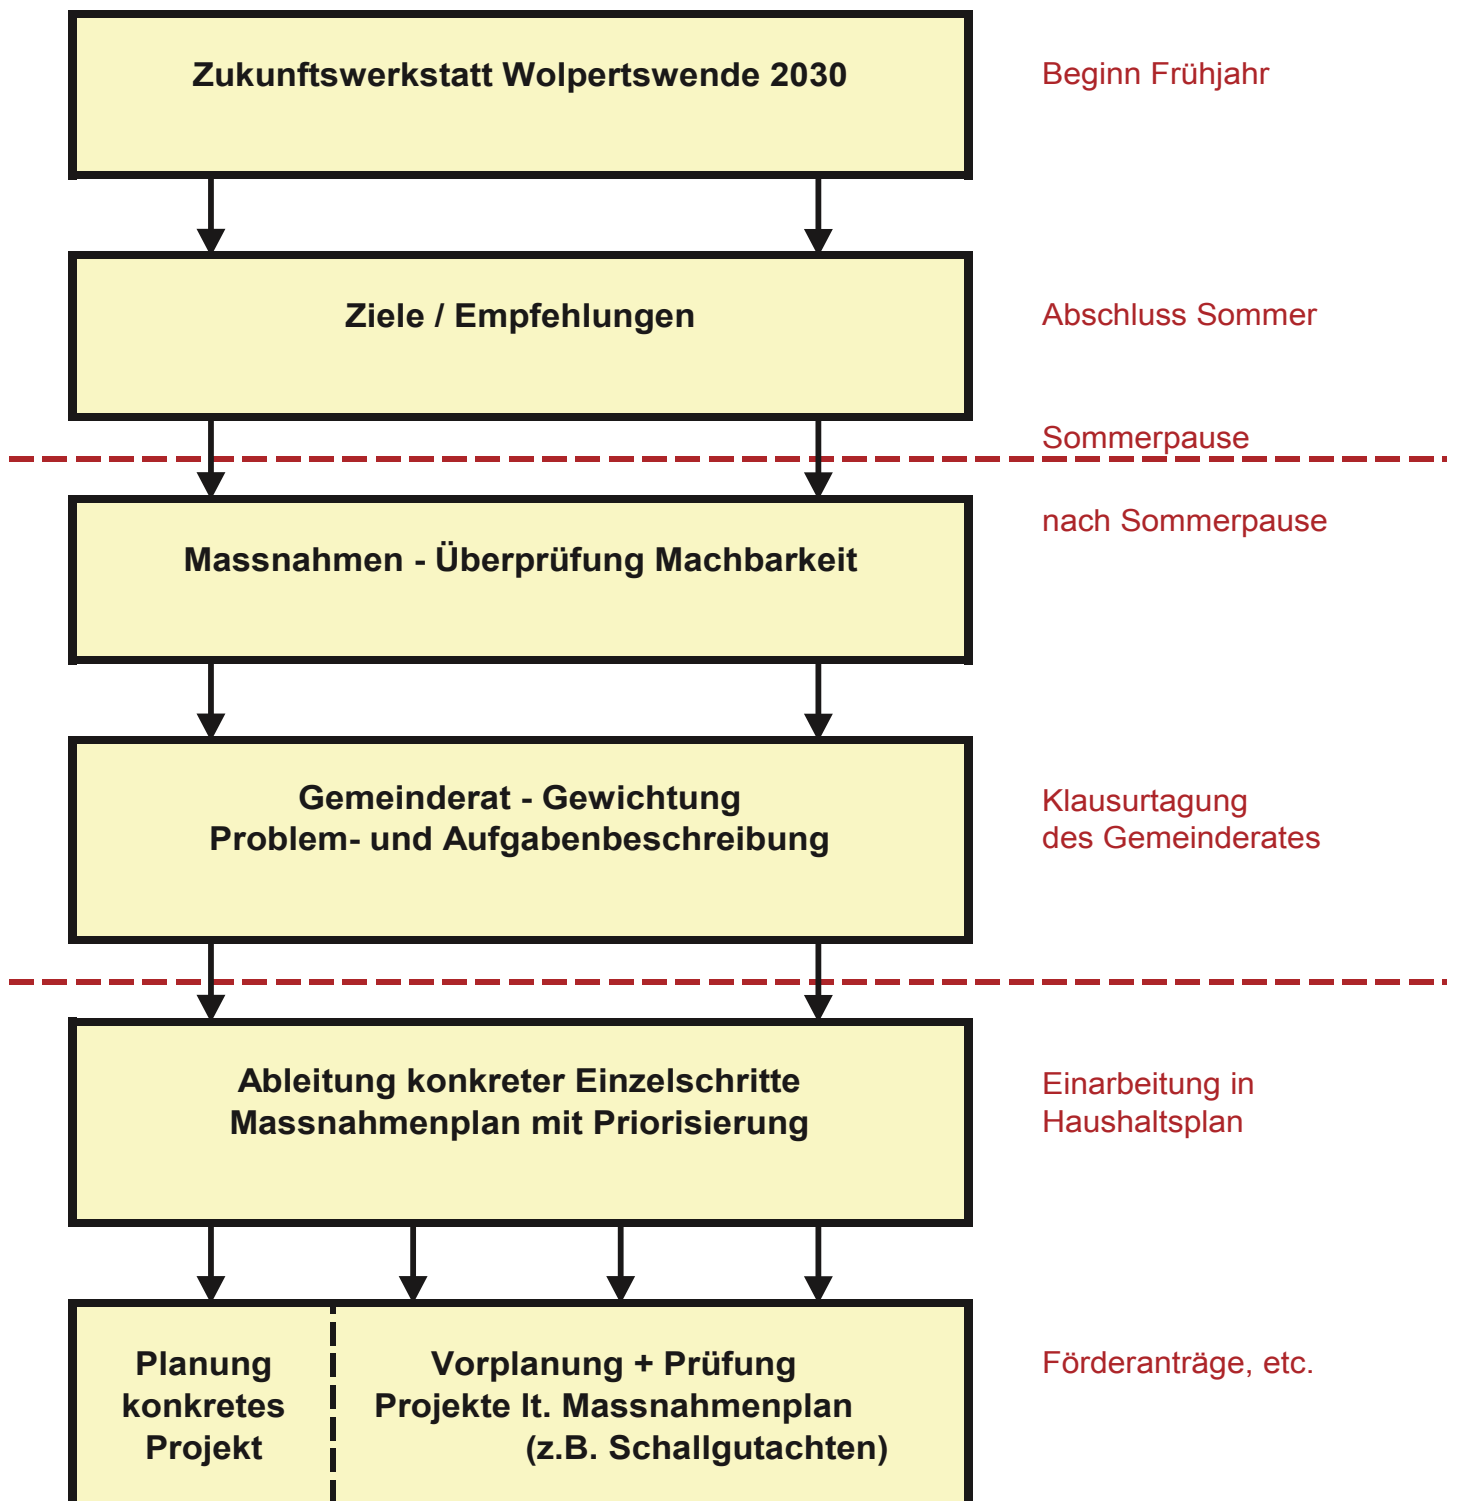 Zukunftswerkstatt Wolpertswende 2030
Beginn Frühjahr
Ziele / Empfehlungen
Abschluss Sommer
Sommerpause
nach Sommerpause
Massnahmen - Überprüfung Machbarkeit
Gemeinderat - Gewichtung
Problem- und Aufgabenbeschreibung
Klausurtagung
des Gemeinderates
Ableitung konkreter Einzelschritte
Massnahmenplan mit Priorisierung
Einarbeitung in
Haushaltsplan
Planung
konkretes
Projekt
Vorplanung + Prüfung
Projekte lt. Massnahmenplan
(z.B. Schallgutachten)
Förderanträge, etc.